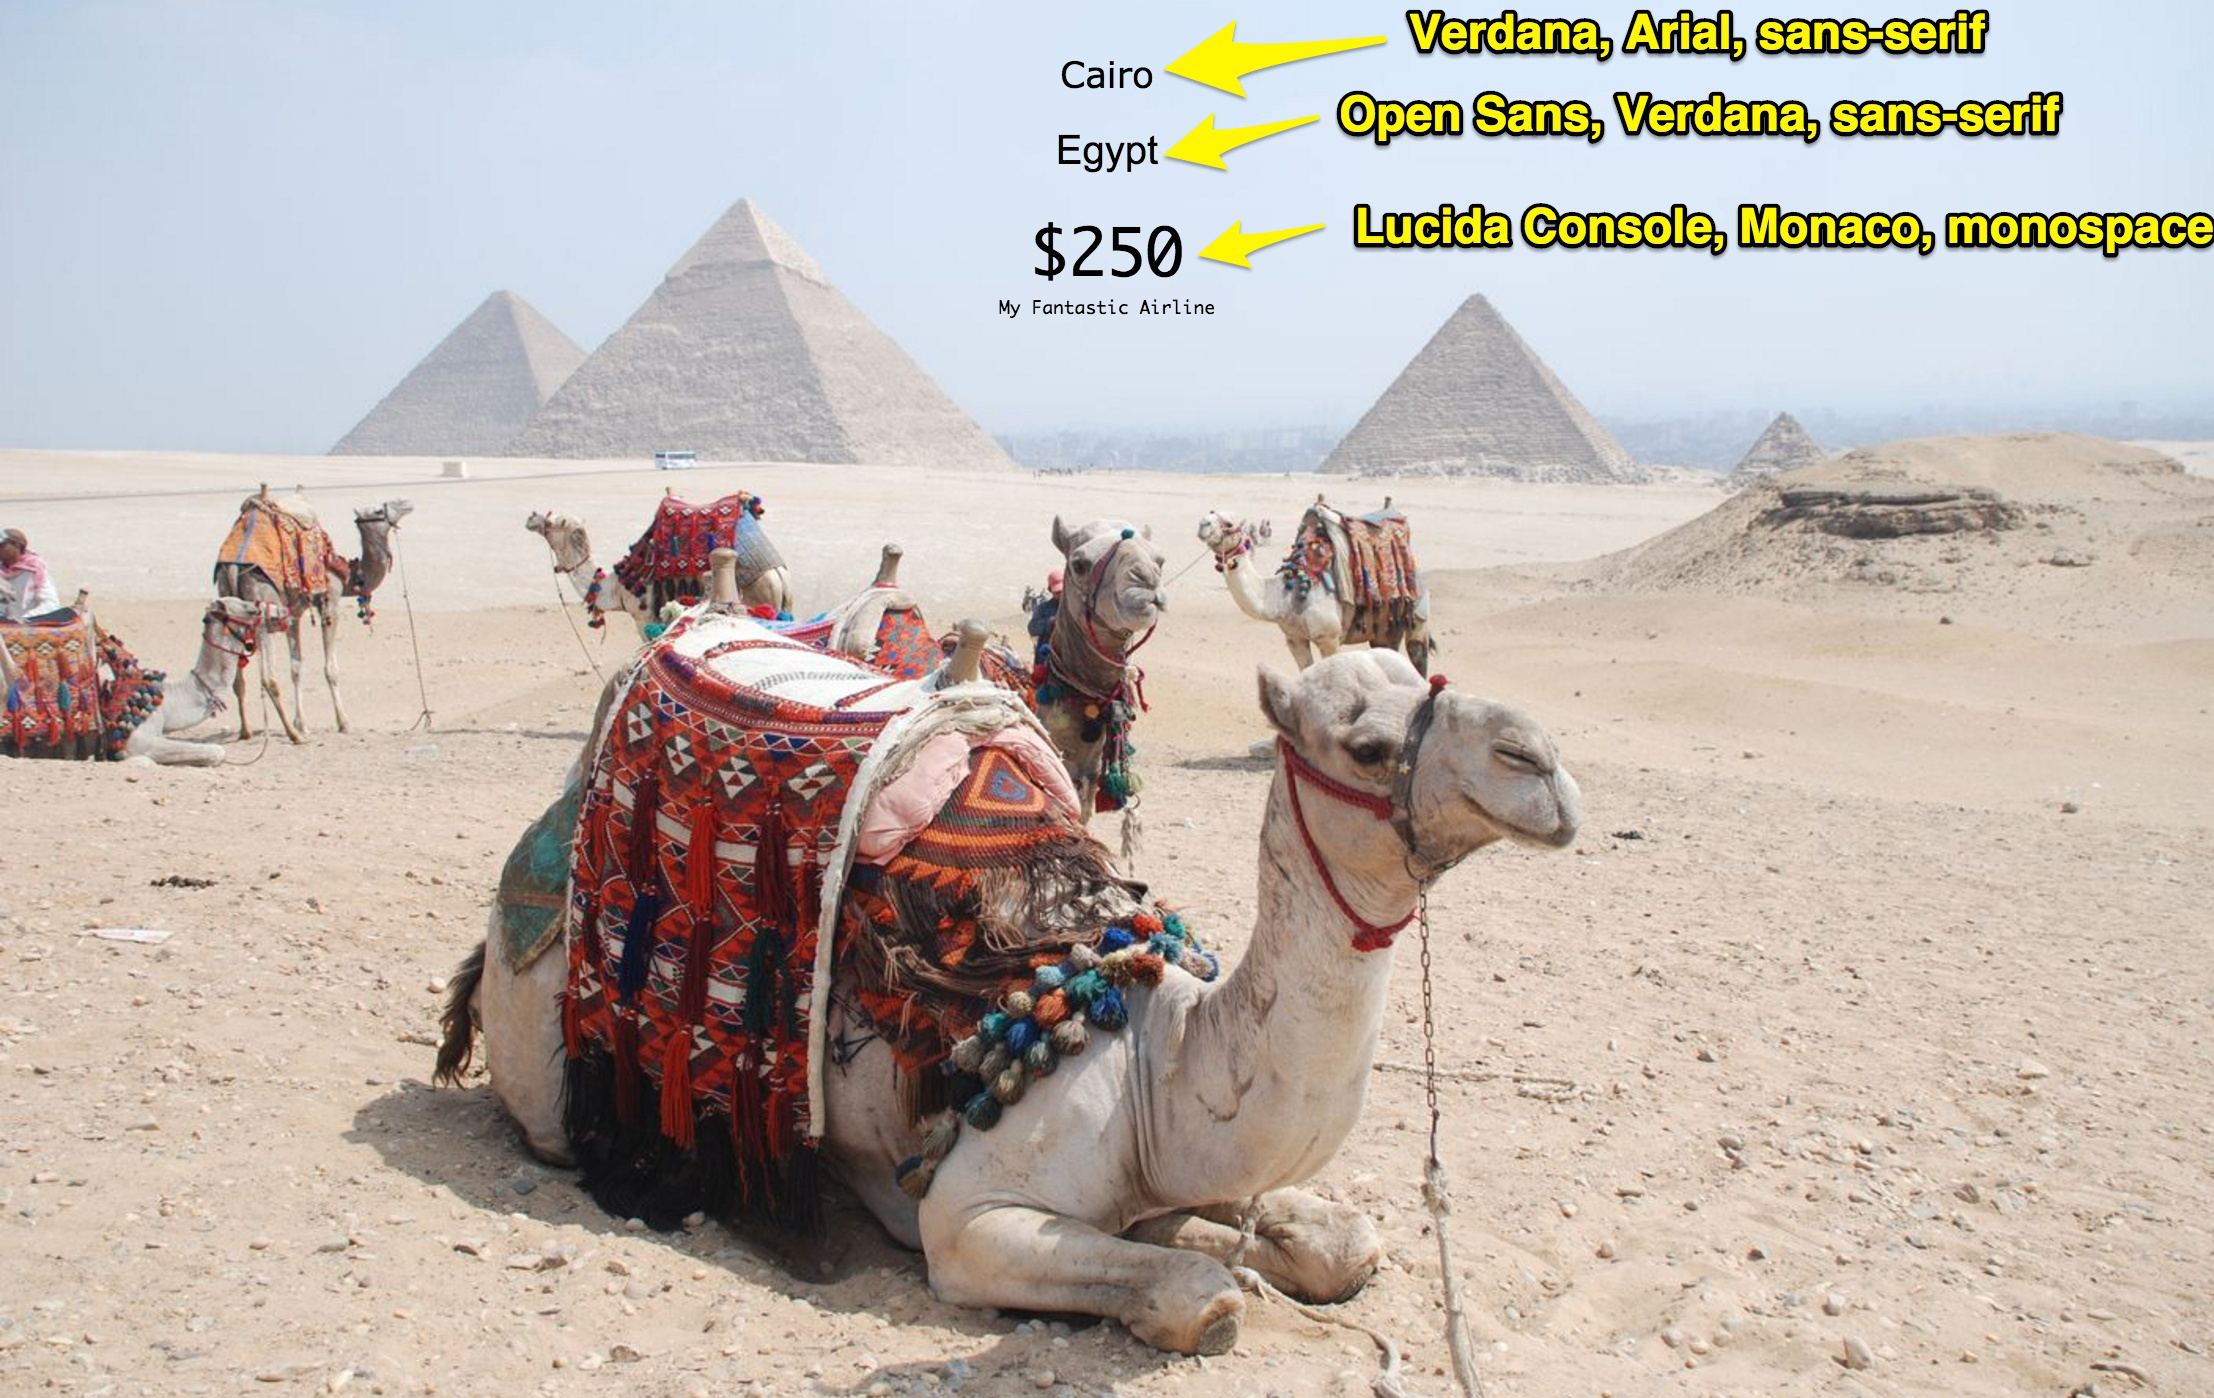 Verdana, Arial, sans-serif
Cairo
Open Sans, Verdana, sans-serif
Egypt
Lucida Console, Monaco, monospace
$250
My Fantastic Airline